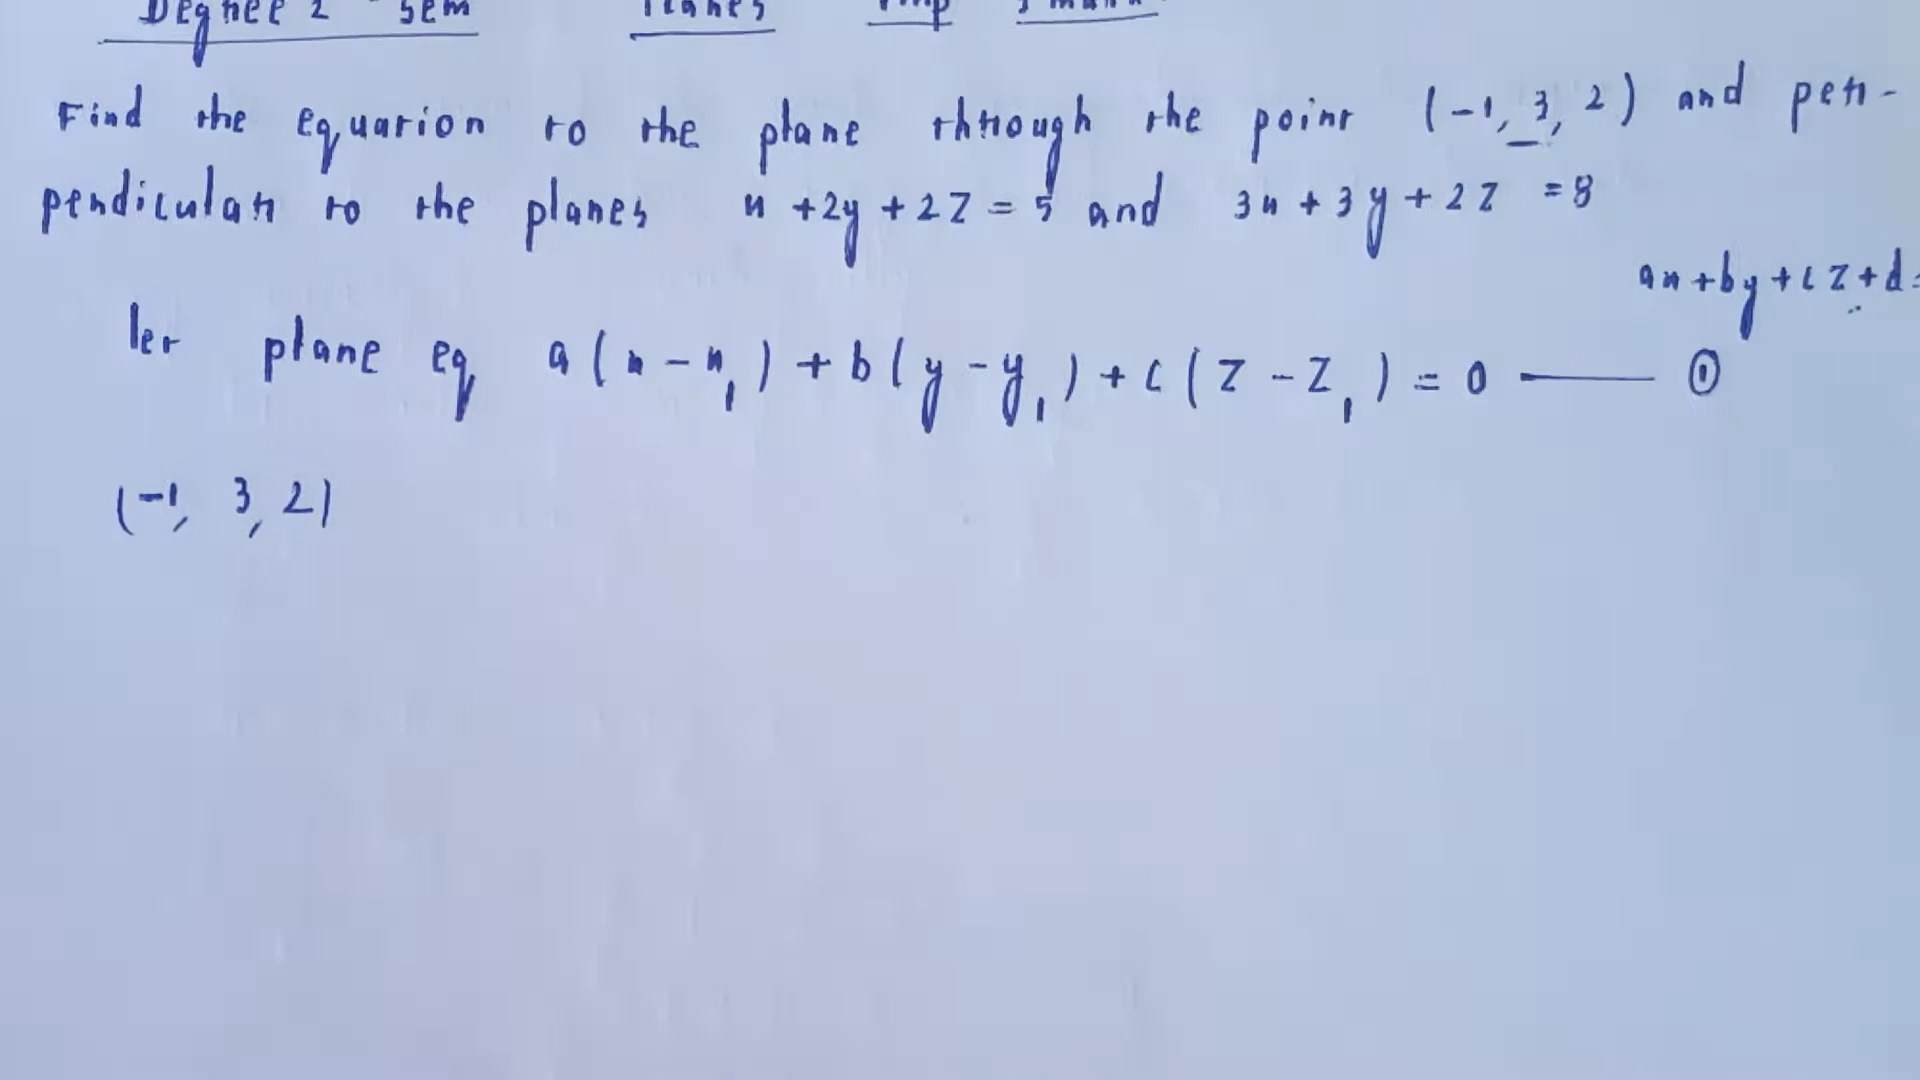 Degree 2 sem Planes Imp
Find the equation to the plane through the point (-1, 3, 2) and per-
pendicular to the planes x + 2y + 2z = 5 and 3x + 3y + 2z = 8
ax + by + cz + d =
let plane eq a(x - x₁) + b(y - y₁) + c(z - z₁) = 0 —— ①
(-1, 3, 2)